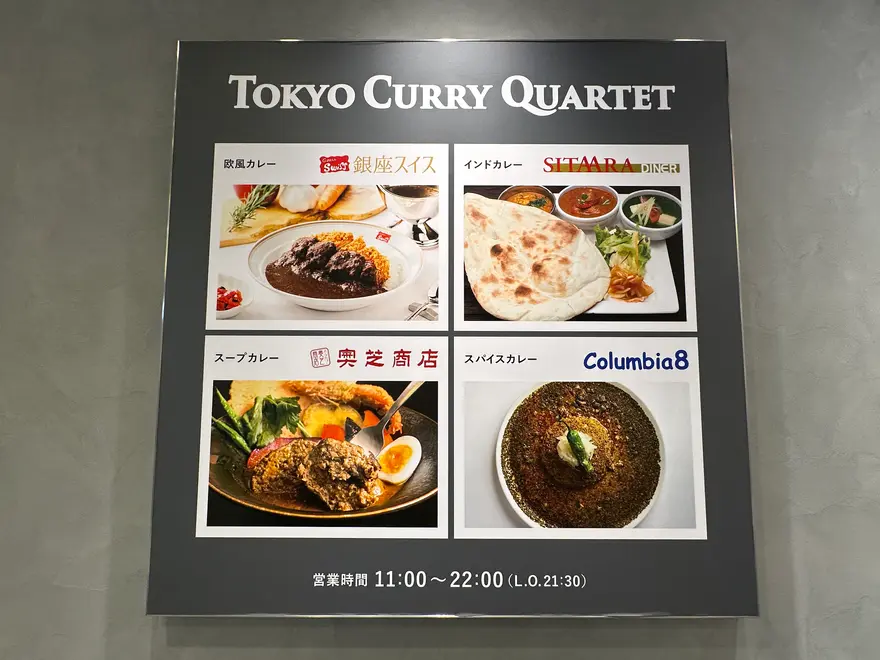 TOKYO CURRY QUARTET
欧風カレー
GINZA SWISS 銀座スイス
インドカレー
SITAARA DINER
スープカレー
奥芝商店
スパイスカレー
Columbia8
営業時間 11:00～22:00（L.O.21:30）